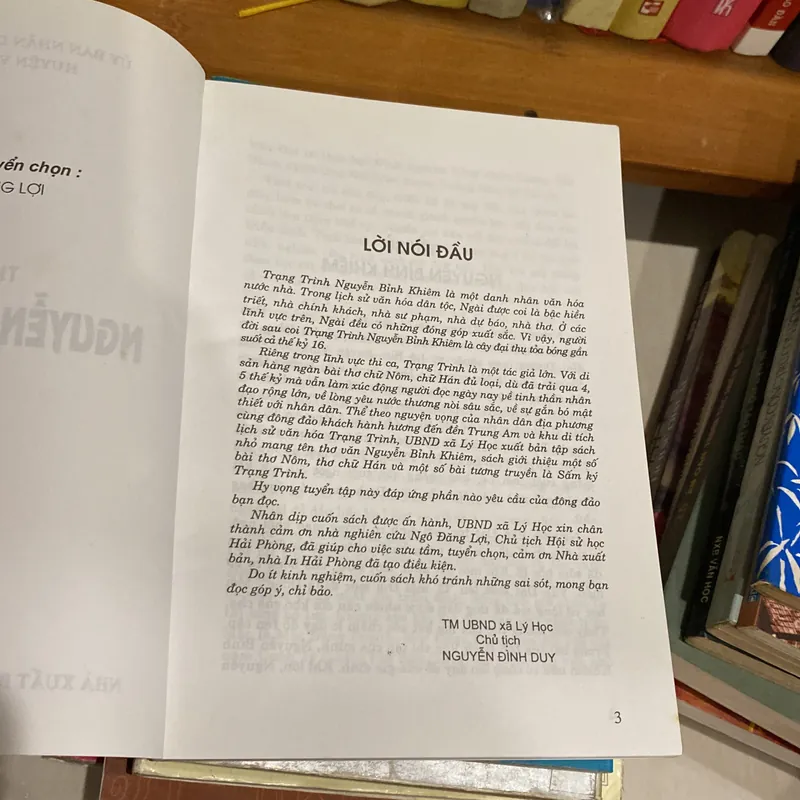 yển chọn :
G LỢI
LỜI NÓI ĐẦU
Trạng Trình Nguyễn Bỉnh Khiêm là một danh nhân văn hóa
nước nhà. Trong lịch sử văn hóa dân tộc, Ngài được coi là bậc hiền
triết, nhà chính khách, nhà sư phạm, nhà dự báo, nhà thơ. Ở các
lĩnh vực trên, Ngài đều có những đóng góp xuất sắc. Vì vậy, người
đời sau coi Trạng Trình Nguyễn Bỉnh Khiêm là cây đại thụ tỏa bóng gần
suốt cả thế kỷ 16.
Riêng trong lĩnh vực thi ca, Trạng Trình là một tác giả lớn. Với di
sản hàng ngàn bài thơ chữ Nôm, chữ Hán đủ loại, dù đã trải qua 4,
5 thế kỷ mà vẫn làm xúc động người đọc ngày nay về tinh thần nhân
đạo rộng lớn, về lòng yêu nước thương nòi sâu sắc, về sự gắn bó mật
thiết với nhân dân. Thể theo nguyện vọng của nhân dân địa phương
cùng đông đảo khách hành hương đến đền Trung Am và khu di tích
lịch sử văn hóa Trạng Trình, UBND xã Lý Học xuất bản tập sách
nhỏ mang tên thơ văn Nguyễn Bỉnh Khiêm, sách giới thiệu một số
bài thơ Nôm, thơ chữ Hán và một số bài tương truyền là Sấm ký
Trạng Trình.
Hy vọng tuyển tập này đáp ứng phần nào yêu cầu của đông đảo
bạn đọc.
Nhân dịp cuốn sách được ấn hành, UBND xã Lý Học xin chân
thành cảm ơn nhà nghiên cứu Ngô Đăng Lợi, Chủ tịch Hội sử học
Hải Phòng, đã giúp cho việc sưu tầm, tuyển chọn, cảm ơn Nhà xuất
bản, nhà In Hải Phòng đã tạo điều kiện.
Do ít kinh nghiệm, cuốn sách khó tránh những sai sót, mong bạn
đọc góp ý, chỉ bảo.
TM UBND xã Lý Học
Chủ tịch
NGUYỄN ĐÌNH DUY
3
NXB VĂN HỌC